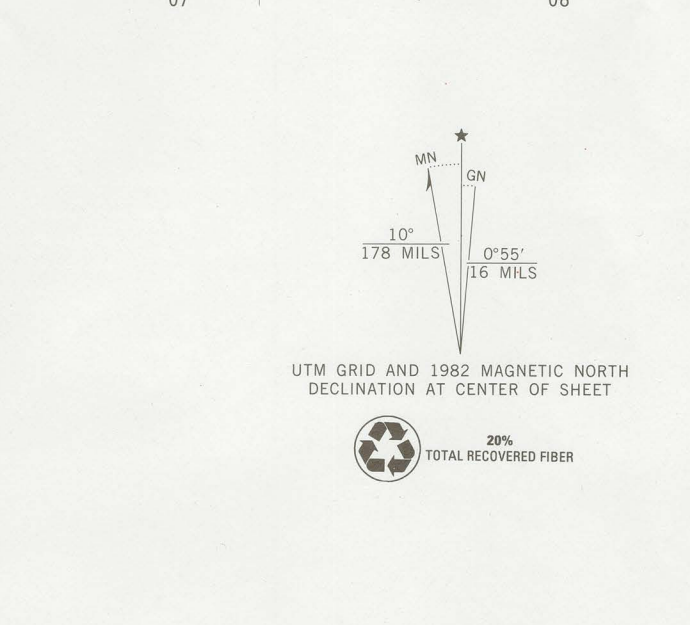 MN
GN
10°
178 MILS
0°55′
16 MILS
UTM GRID AND 1982 MAGNETIC NORTH
DECLINATION AT CENTER OF SHEET
20%
TOTAL RECOVERED FIBER